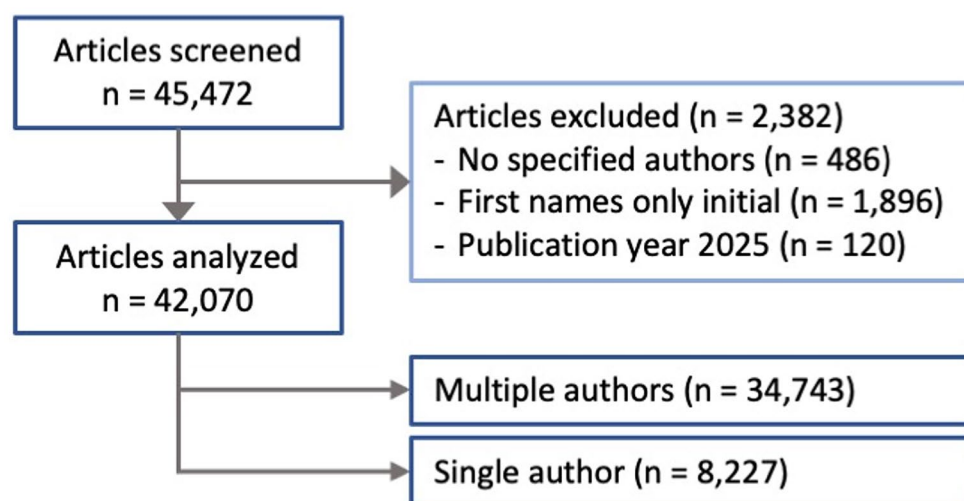 Articles screened
n = 45,472
Articles excluded (n = 2,382)
- No specified authors (n = 486)
- First names only initial (n = 1,896)
- Publication year 2025 (n = 120)
Articles analyzed
n = 42,070
Multiple authors (n = 34,743)
Single author (n = 8,227)